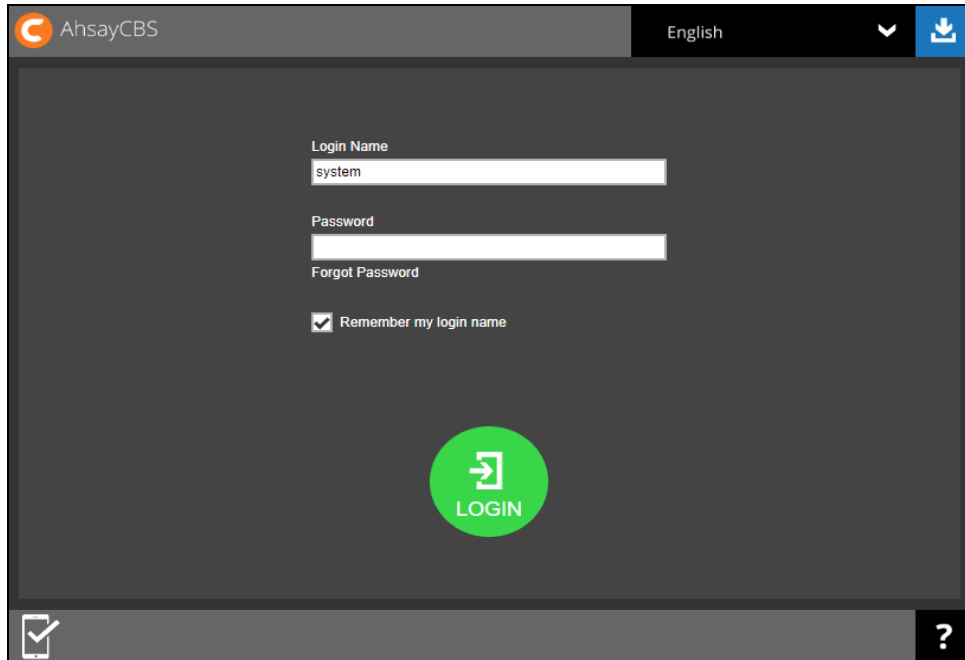 AhsayCBS
English
Login Name
system
Password
Forgot Password
Remember my login name
LOGIN
?